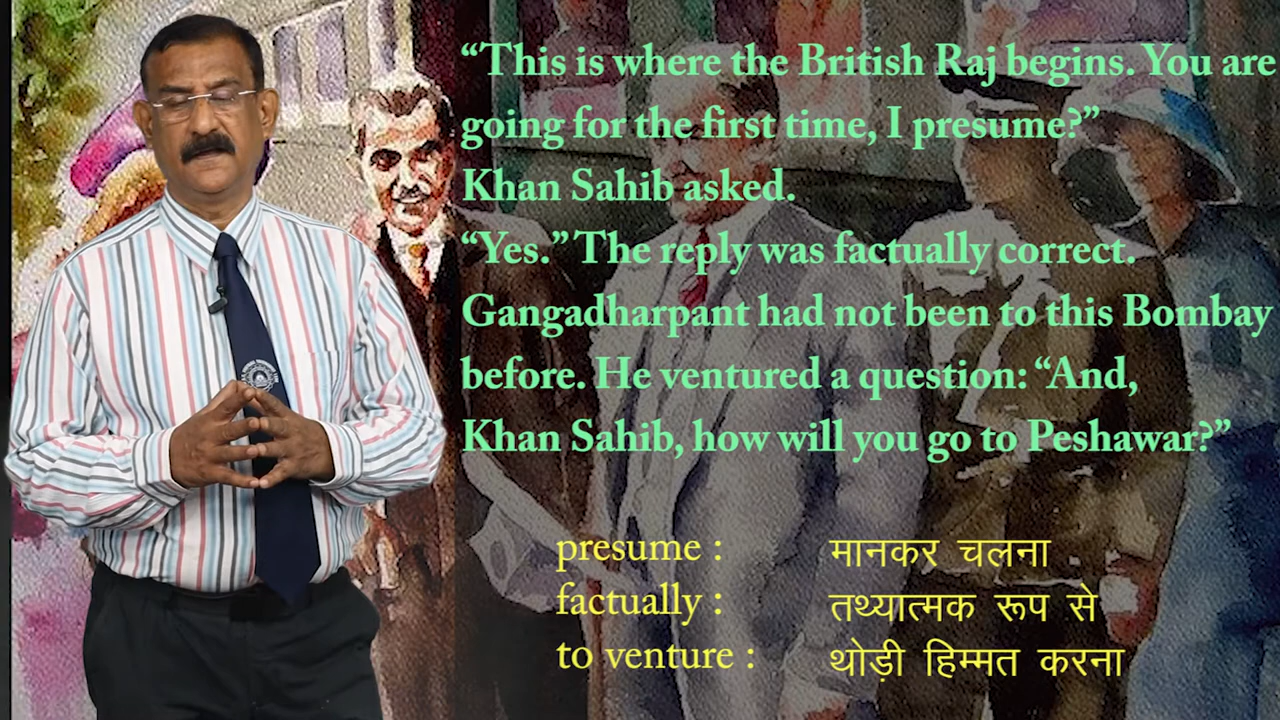 “This is where the British Raj begins. You are
going for the first time, I presume?”
Khan Sahib asked.
“Yes.” The reply was factually correct.
Gangadharpant had not been to this Bombay
before. He ventured a question: “And,
Khan Sahib, how will you go to Peshawar?”
presume : मानकर चलना
factually : तथ्यात्मक रूप से
to venture : थोड़ी हिम्मत करना